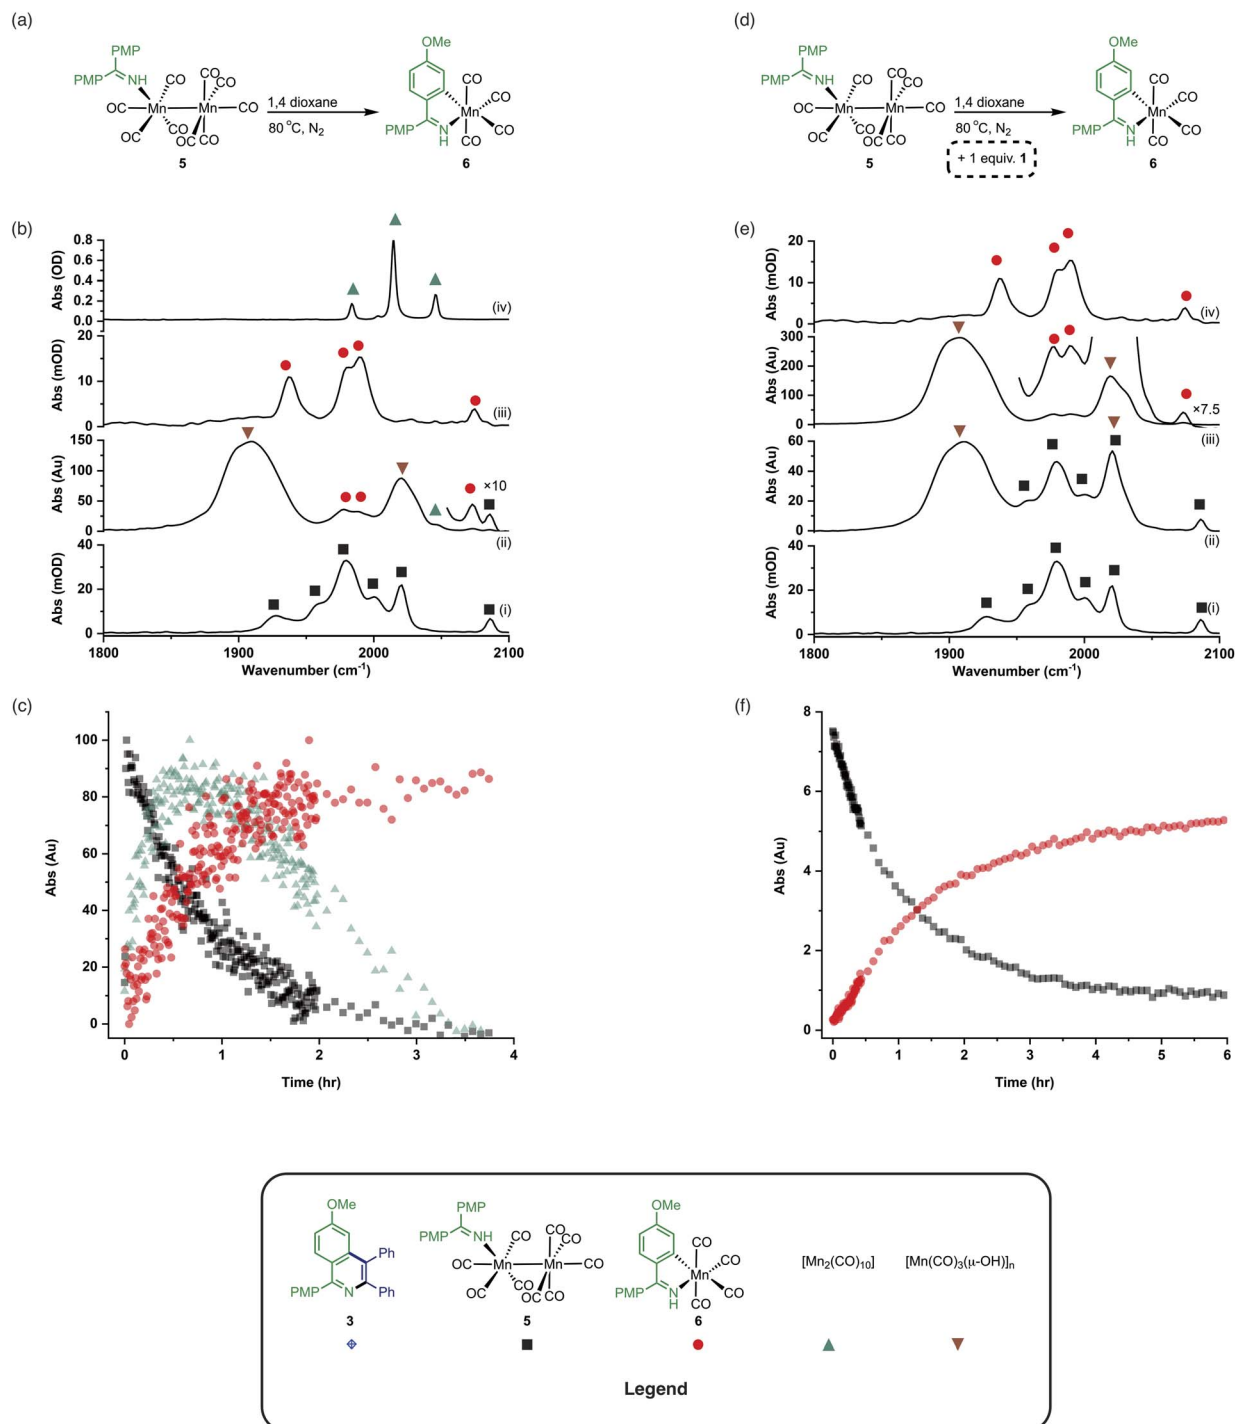 (a)
PMP
PMP
NH
CO
CO
CO
OC
Mn
Mn
CO
OC
CO
OC
OC
5
1,4 dioxane
80 °C, N2
OMe
CO
CO
Mn
PMP
N
H
CO
CO
6
(d)
PMP
PMP
NH
CO
CO
CO
OC
Mn
Mn
CO
OC
CO
OC
OC
5
1,4 dioxane
80 °C, N2
+ 1 equiv. 1
OMe
CO
CO
Mn
PMP
N
H
CO
CO
6
(b)
Abs (OD)
0.8
0.6
0.4
0.2
0.0
(iv)
Abs (mOD)
20
10
0
(iii)
Abs (Au)
150
100
50
0
×10
(ii)
Abs (mOD)
40
20
0
(i)
1800
1900
2000
2100
Wavenumber (cm-1)
(e)
Abs (mOD)
20
10
0
(iv)
Abs (Au)
300
200
100
0
×7.5
(iii)
Abs (Au)
60
40
20
0
(ii)
Abs (mOD)
40
20
0
(i)
1800
1900
2000
2100
Wavenumber (cm-1)
(c)
Abs (Au)
100
80
60
40
20
0
0
1
2
3
4
Time (hr)
(f)
Abs (Au)
8
6
4
2
0
0
1
2
3
4
5
6
Time (hr)
OMe
Ph
Ph
PMP
N
3
PMP
PMP
NH
CO
CO
CO
OC
Mn
Mn
CO
OC
CO
OC
OC
5
OMe
CO
CO
Mn
PMP
N
H
CO
CO
6
[Mn2(CO)10]
[Mn(CO)3(μ-OH)]n
Legend